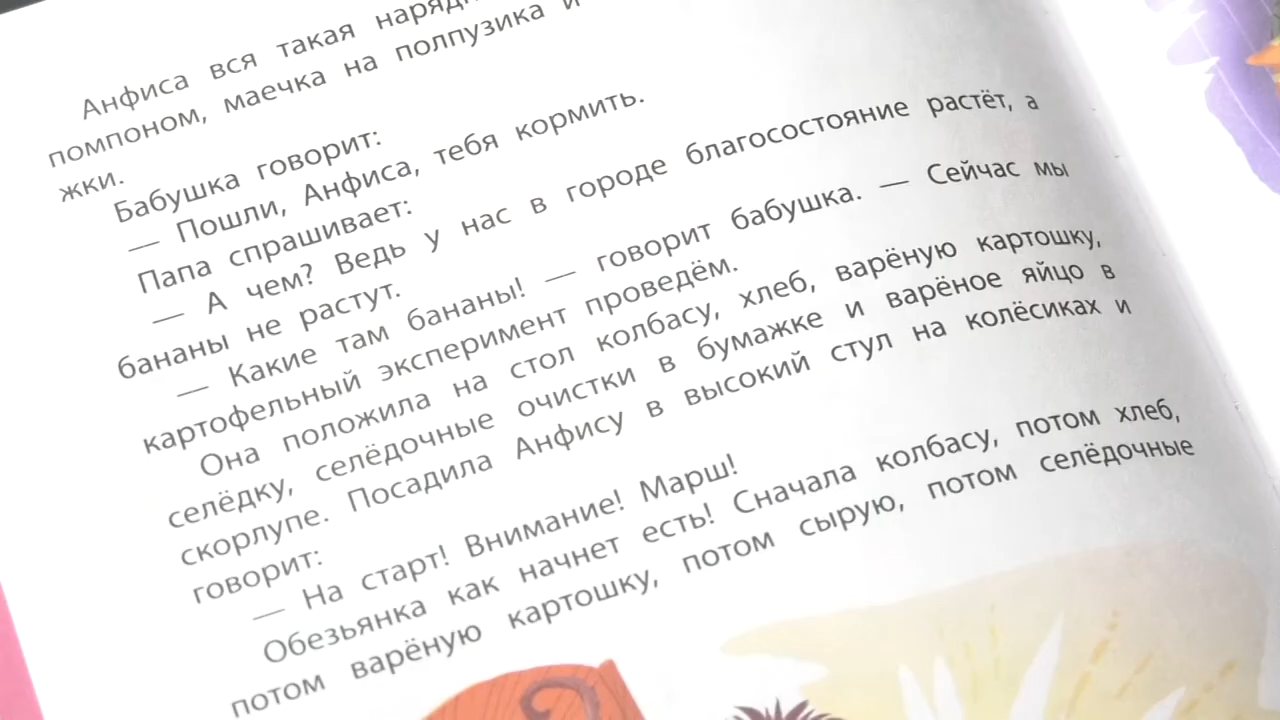 Анфиса вся такая
помпоном, маечка на полпузика и
жки.
Бабушка говорит:
— Пошли, Анфиса, тебя кормить.
Папа спрашивает:
— А чем? Ведь у нас в городе благосостояние растёт, а
бананы не растут.
— Какие там бананы! — говорит бабушка. — Сейчас мы
картофельный эксперимент проведём.
Она положила на стол колбасу, хлеб, варёную картошку,
селёдку, селёдочные очистки в бумажке и варёное яйцо в
скорлупе. Посадила Анфису в высокий стул на колёсиках и
говорит:
— На старт! Внимание! Марш!
Обезьянка как начнет есть! Сначала колбасу, потом хлеб,
потом варёную картошку, потом сырую, потом селёдочные